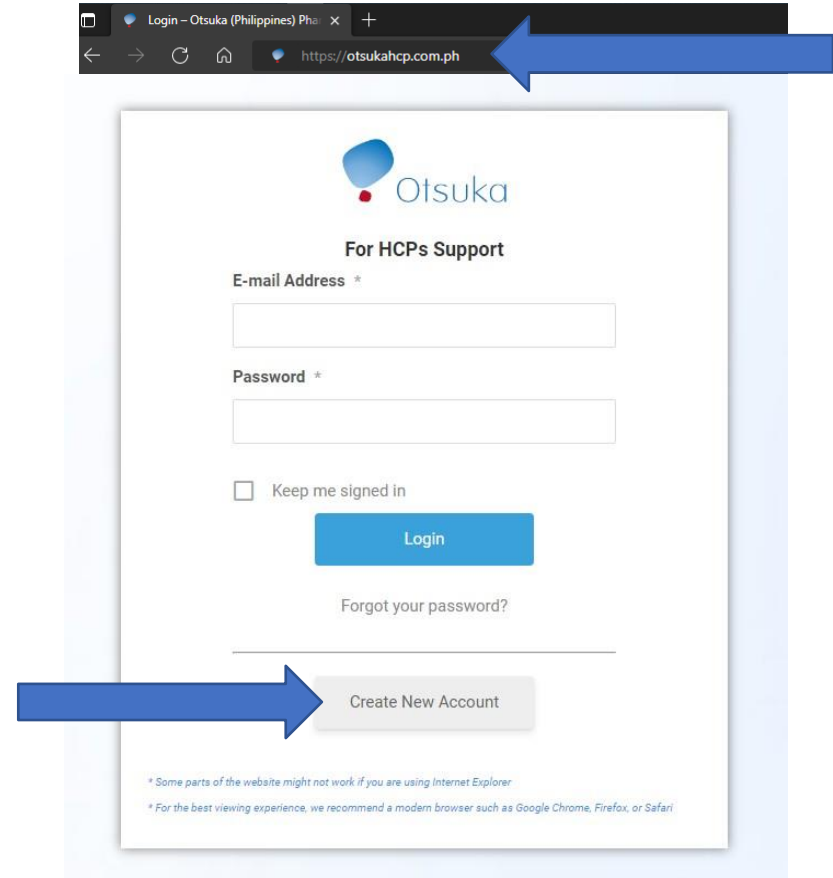 Login – Otsuka (Philippines) Phar
https://otsukahcp.com.ph
Otsuka
For HCPs Support
E-mail Address *
Password *
Keep me signed in
Login
Forgot your password?
Create New Account
* Some parts of the website might not work if you are using Internet Explorer
* For the best viewing experience, we recommend a modern browser such as Google Chrome, Firefox, or Safari